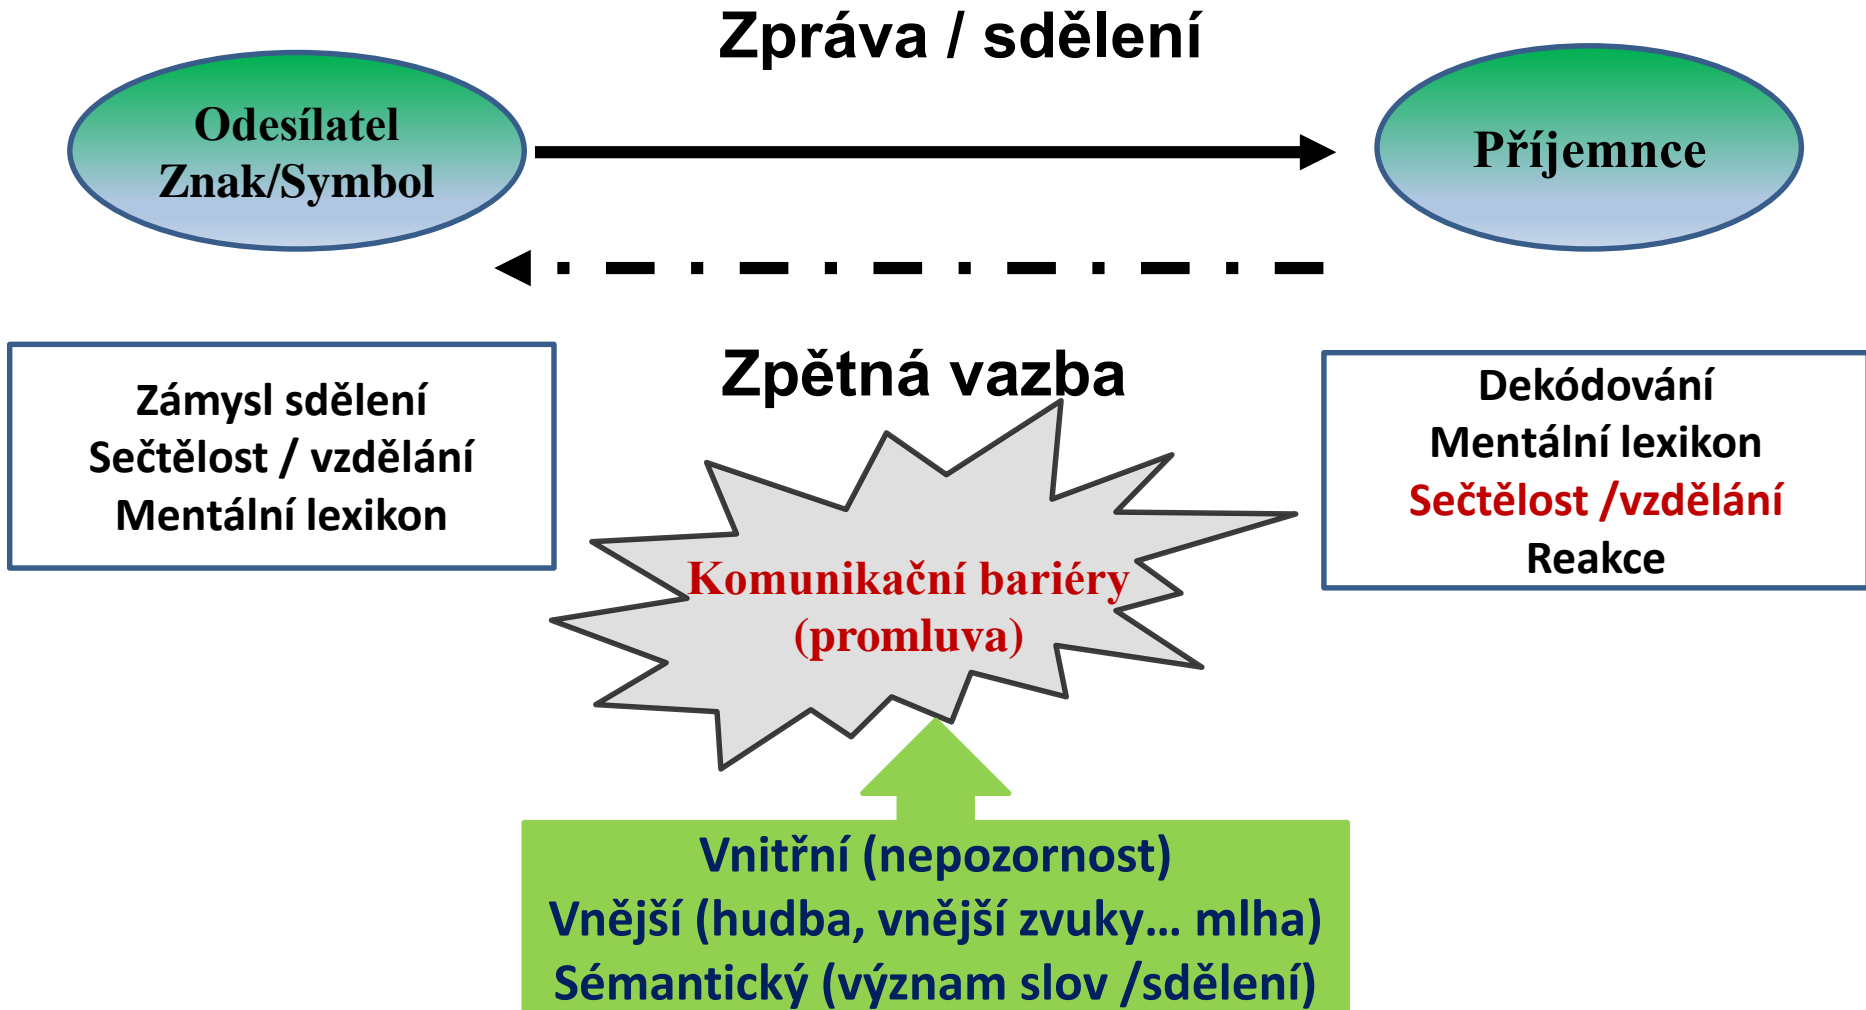 Zpráva / sdělení
Odesílatel
Znak/Symbol
Příjemnce
Zpětná vazba
Zámysl sdělení
Sečtělost / vzdělání
Mentální lexikon
Dekódování
Mentální lexikon
Sečtělost /vzdělání
Reakce
Komunikační bariéry
(promluva)
Vnitřní (nepozornost)
Vnější (hudba, vnější zvuky... mlha)
Sémantický (význam slov /sdělení)